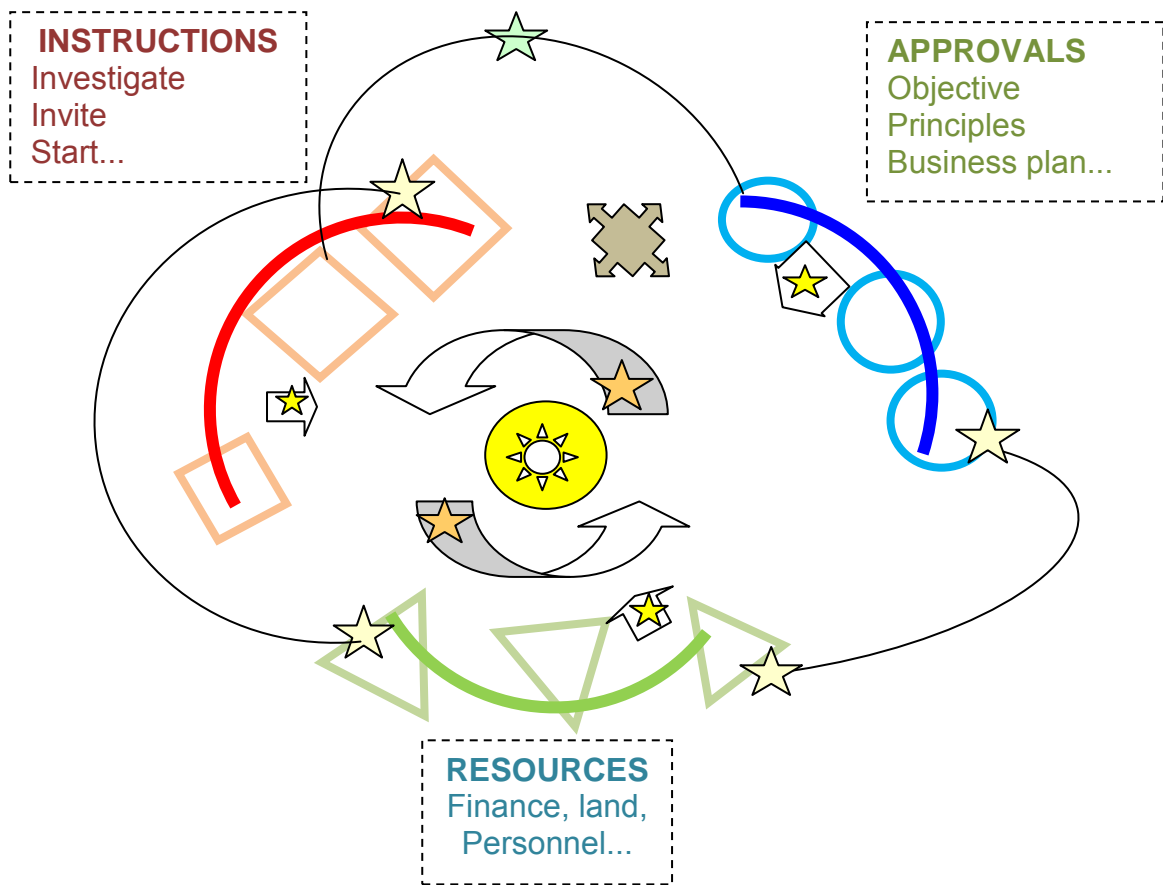 INSTRUCTIONS
Investigate
Invite
Start...
APPROVALS
Objective
Principles
Business plan...
RESOURCES
Finance, land,
Personnel...